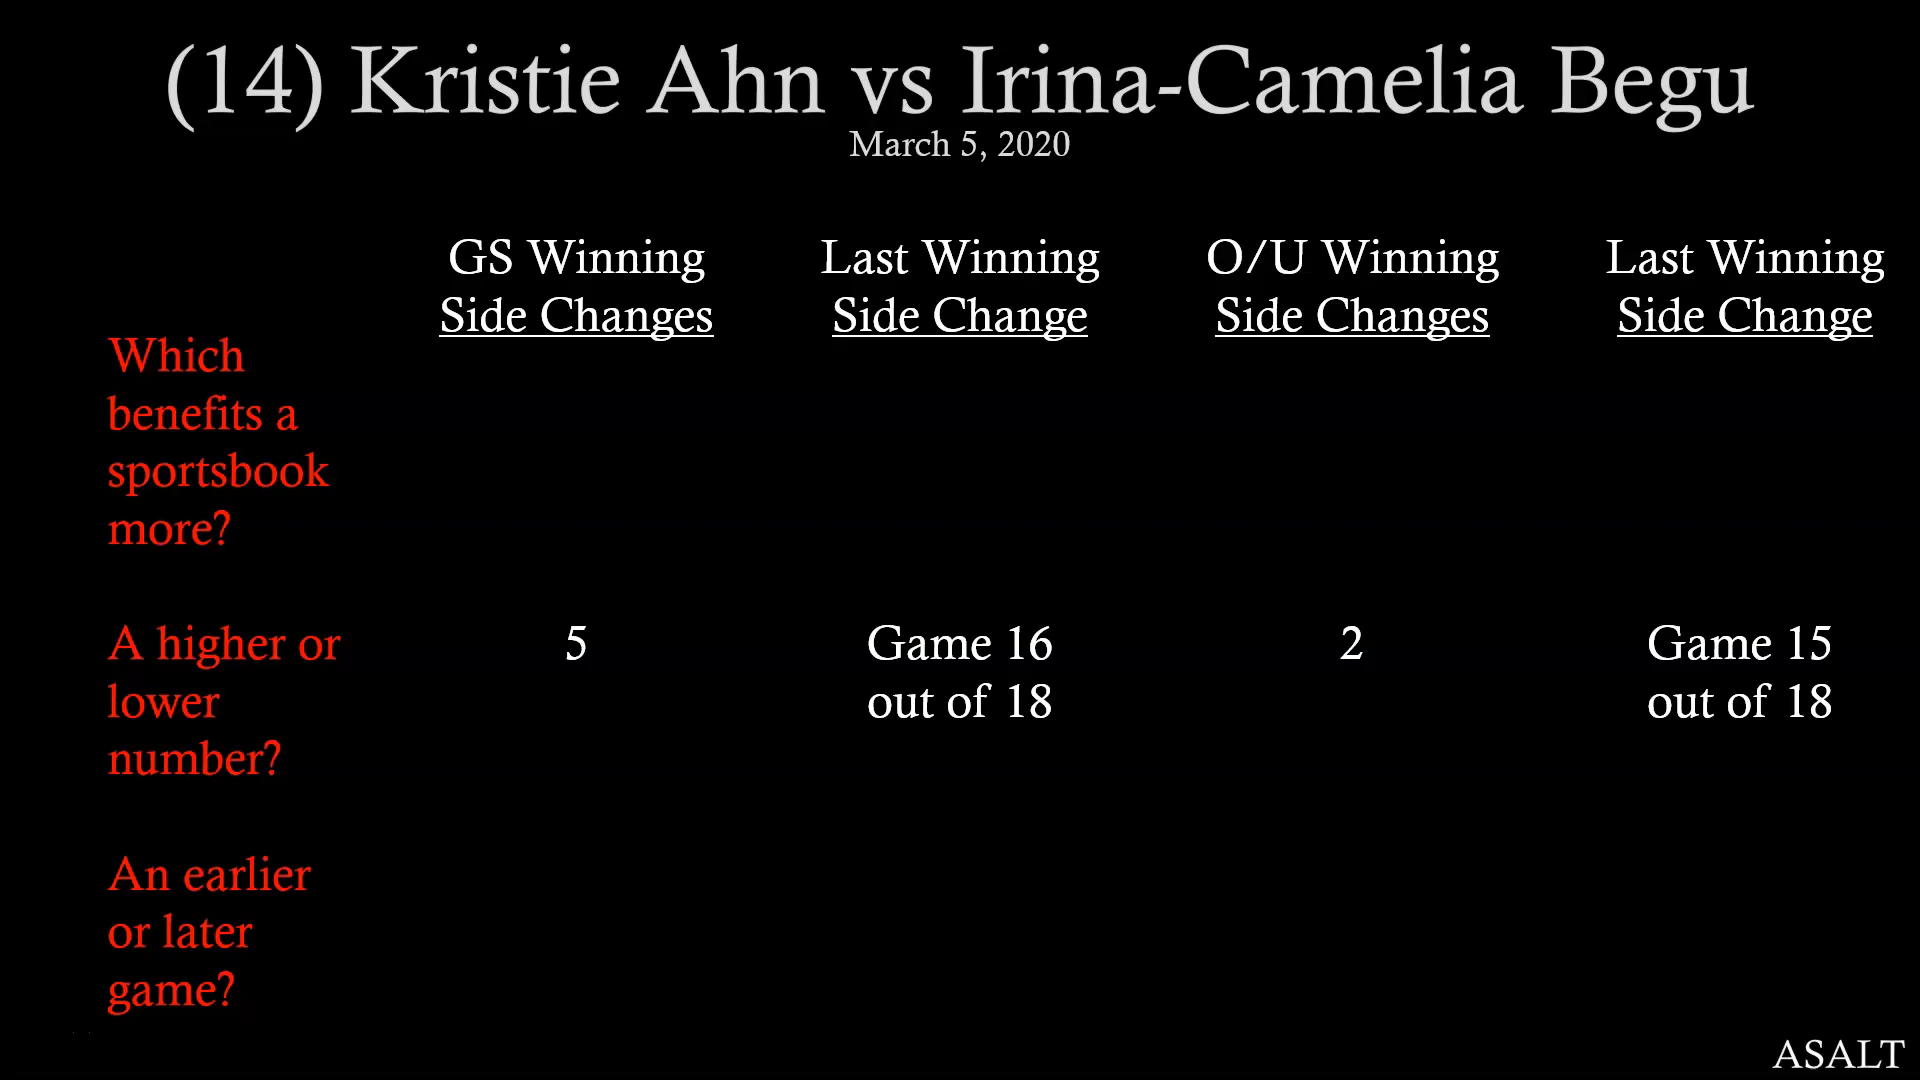 (14) Kristie Ahn vs Irina-Camelia Begu
March 5, 2020
GS Winning
Side Changes
Last Winning
Side Change
O/U Winning
Side Changes
Last Winning
Side Change
Which
benefits a
sportsbook
more?
A higher or
lower
number?
5
Game 16
out of 18
2
Game 15
out of 18
An earlier
or later
game?
ASALT